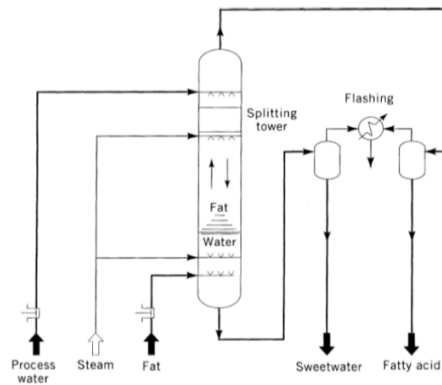 Flashing
Splitting
tower
Fat
Water
Process
water
Steam
Fat
Sweetwater
Fatty acid